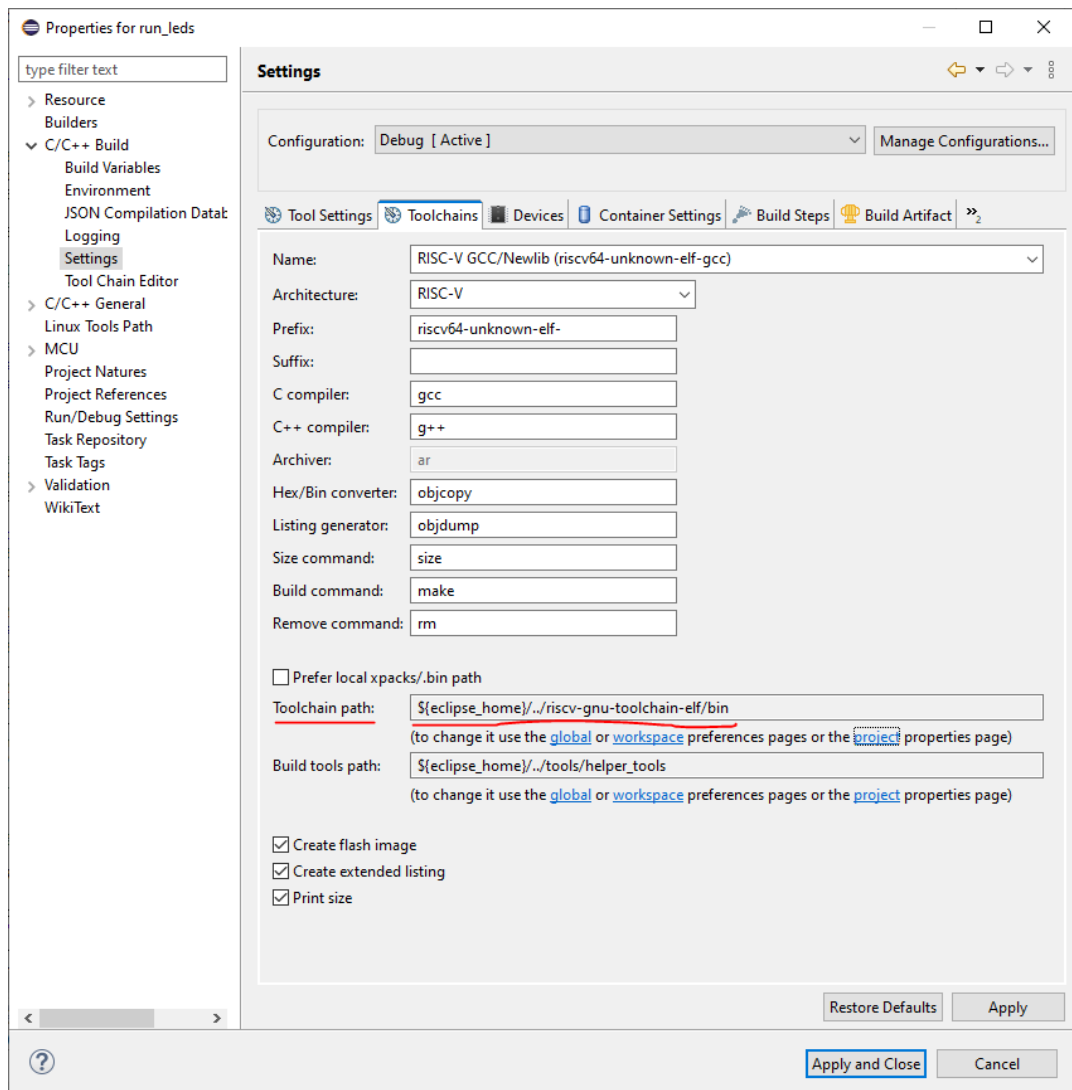 Properties for run_leds
type filter text
Settings
Resource
Builders
C/C++ Build
Build Variables
Environment
JSON Compilation Datab
Logging
Settings
Tool Chain Editor
C/C++ General
Linux Tools Path
MCU
Project Natures
Project References
Run/Debug Settings
Task Repository
Task Tags
Validation
WikiText
Configuration: Debug [ Active ] Manage Configurations...
Tool Settings Toolchains Devices Container Settings Build Steps Build Artifact »2
Name: RISC-V GCC/Newlib (riscv64-unknown-elf-gcc)
Architecture: RISC-V
Prefix: riscv64-unknown-elf-
Suffix:
C compiler: gcc
C++ compiler: g++
Archiver: ar
Hex/Bin converter: objcopy
Listing generator: objdump
Size command: size
Build command: make
Remove command: rm
Prefer local xpacks/.bin path
Toolchain path: ${eclipse_home}/../riscv-gnu-toolchain-elf/bin
(to change it use the global or workspace preferences pages or the project properties page)
Build tools path: ${eclipse_home}/../tools/helper_tools
(to change it use the global or workspace preferences pages or the project properties page)
Create flash image
Create extended listing
Print size
Restore Defaults Apply
? Apply and Close Cancel